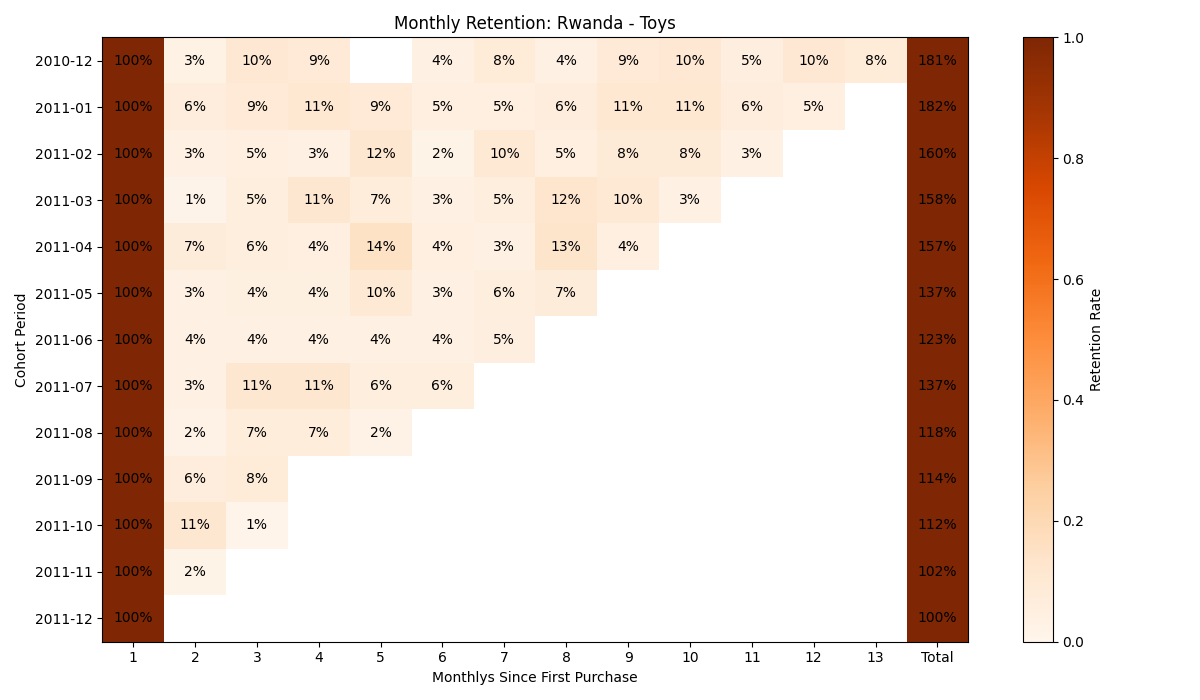 Monthly Retention: Rwanda - Toys
2010-12 100% 3% 10% 9% 4% 8% 4% 9% 10% 5% 10% 8% 181%
2011-01 100% 6% 9% 11% 9% 5% 5% 6% 11% 11% 6% 5% 182%
2011-02 100% 3% 5% 3% 12% 2% 10% 5% 8% 8% 3% 160%
2011-03 100% 1% 5% 11% 7% 3% 5% 12% 10% 3% 158%
2011-04 100% 7% 6% 4% 14% 4% 3% 13% 4% 157%
2011-05 100% 3% 4% 4% 10% 3% 6% 7% 137%
2011-06 100% 4% 4% 4% 4% 4% 5% 123%
2011-07 100% 3% 11% 11% 6% 6% 137%
2011-08 100% 2% 7% 7% 2% 118%
2011-09 100% 6% 8% 114%
2011-10 100% 11% 1% 112%
2011-11 100% 2% 102%
2011-12 100% 100%
1 2 3 4 5 6 7 8 9 10 11 12 13 Total
Monthlys Since First Purchase
Cohort Period
1.0
0.8
0.6
0.4
0.2
0.0
Retention Rate